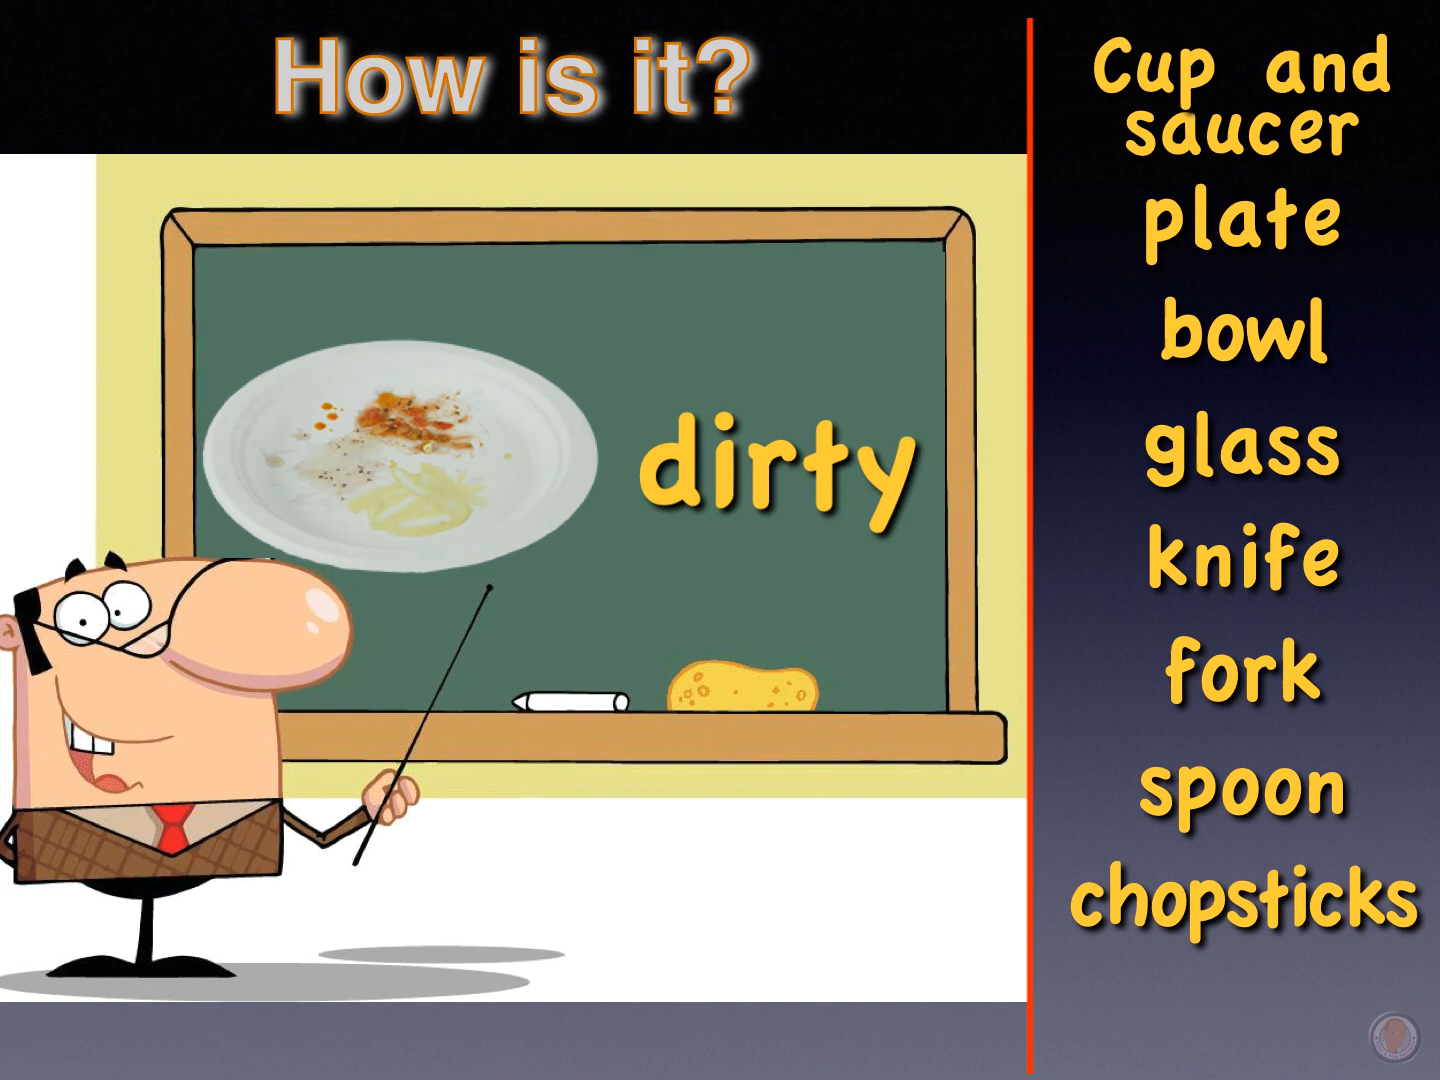 How is it?
dirty
Cup and
saucer
plate
bowl
glass
knife
fork
spoon
chopsticks